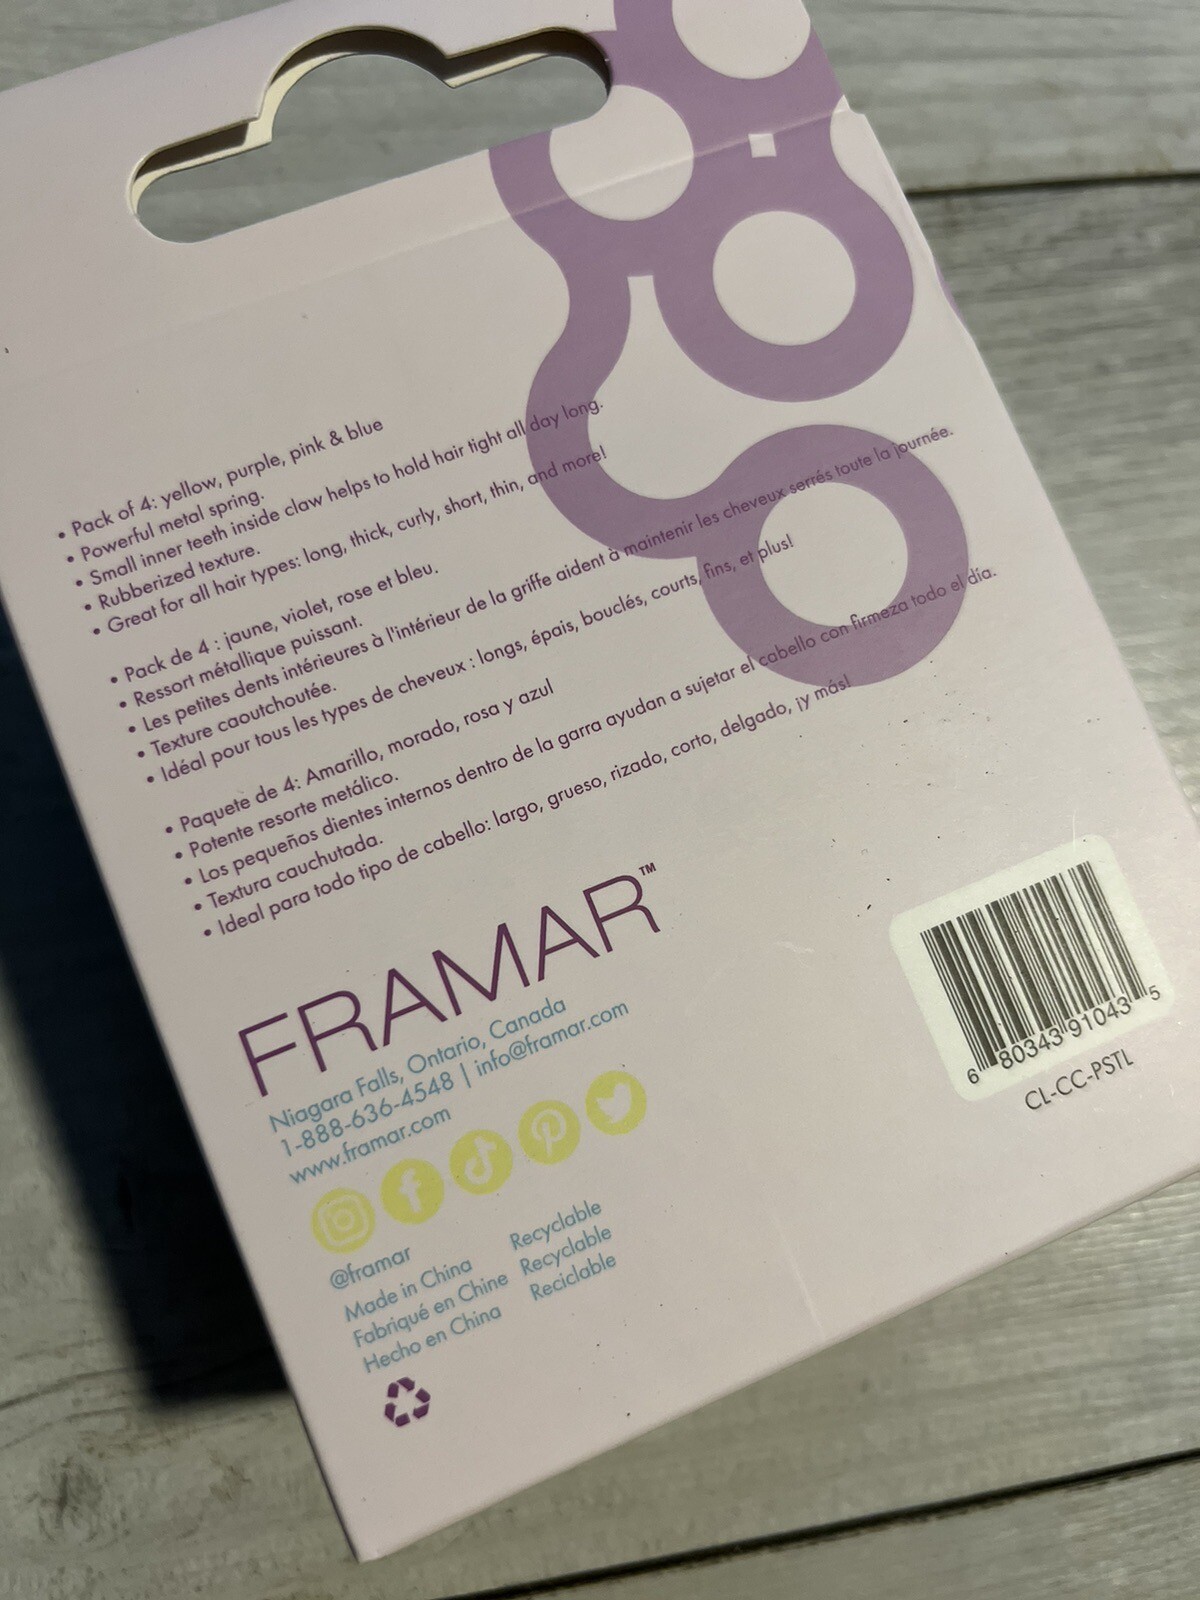 • Pack of 4: yellow, purple, pink & blue
• Powerful metal spring.
• Small inner teeth inside claw helps to hold hair tight all day long.
• Rubberized texture.
• Great for all hair types: long, thick, curly, short, thin, and more!
• Pack de 4 : jaune, violet, rose et bleu.
• Ressort métallique puissant.
• Les petites dents intérieures à l'intérieur de la griffe aident à maintenir les cheveux serrés toute la journée.
• Texture caoutchoutée.
• Idéal pour tous les types de cheveux : longs, épais, bouclés, courts, fins, et plus!
• Paquete de 4: Amarillo, morado, rosa y azul
• Potente resorte metálico.
• Los pequeños dientes internos dentro de la garra ayudan a sujetar el cabello con firmeza todo el día.
• Textura cauchutada.
• Ideal para todo tipo de cabello: largo, grueso, rizado, corto, delgado, ¡y más!
FRAMAR™
Niagara Falls, Ontario, Canada
1-888-636-4548 | info@framar.com
www.framar.com
@framar
Made in China Recyclable
Fabriqué en Chine Recyclable
Hecho en China Reciclable
6 80343 91043 5
CL-CC-PSTL